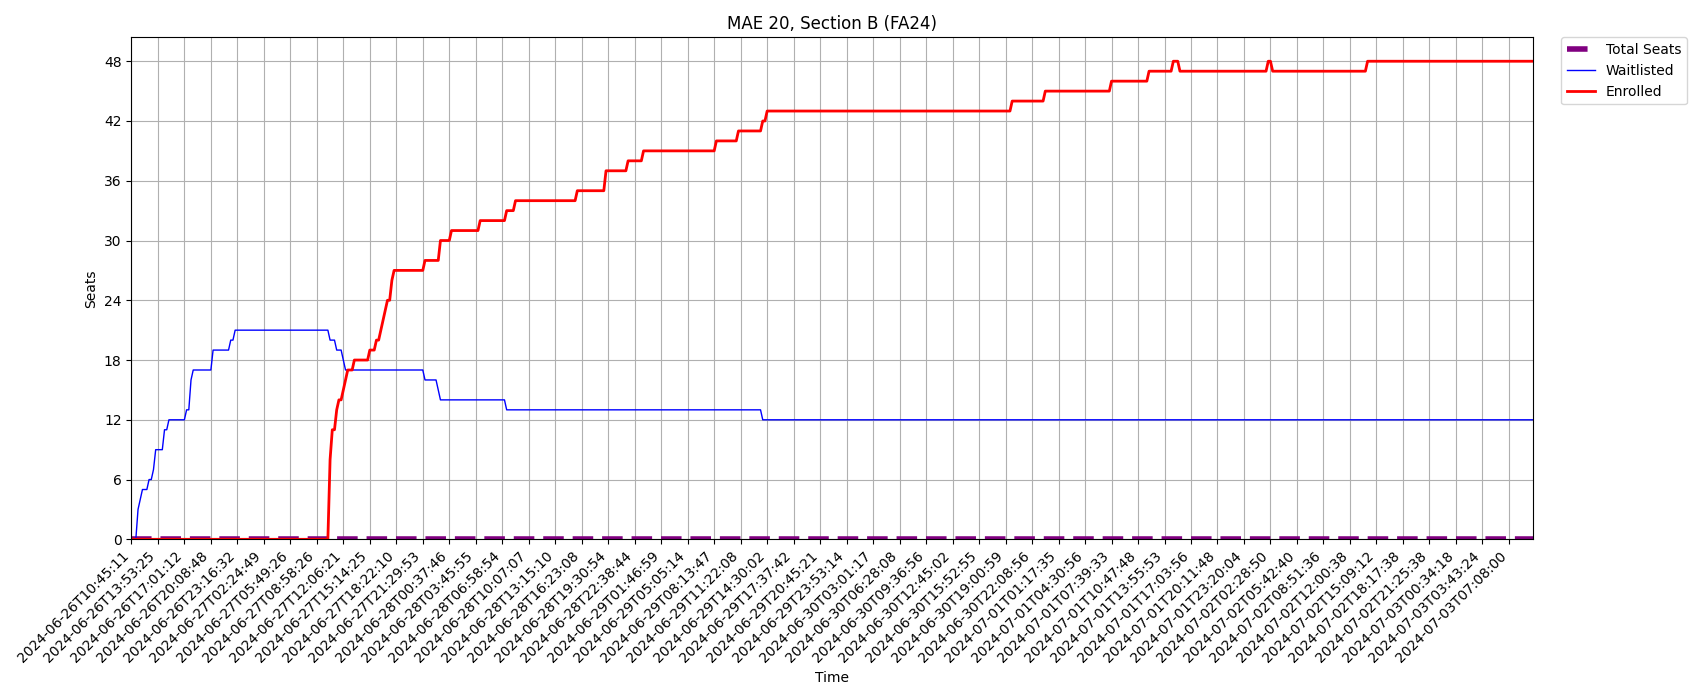 MAE 20, Section B (FA24)
Total Seats
Waitlisted
Enrolled
Seats
48
42
36
30
24
18
12
6
0
2024-06-26T10:45:11
2024-06-26T13:53:25
2024-06-26T17:01:12
2024-06-26T20:08:48
2024-06-26T23:16:32
2024-06-27T02:24:49
2024-06-27T05:49:26
2024-06-27T08:58:26
2024-06-27T12:06:21
2024-06-27T15:14:25
2024-06-27T18:22:10
2024-06-27T21:29:53
2024-06-28T00:37:46
2024-06-28T03:45:55
2024-06-28T06:58:54
2024-06-28T10:07:07
2024-06-28T13:15:10
2024-06-28T16:23:08
2024-06-28T19:30:54
2024-06-28T22:38:44
2024-06-29T01:46:59
2024-06-29T05:05:14
2024-06-29T08:13:47
2024-06-29T11:22:08
2024-06-29T14:30:02
2024-06-29T17:37:42
2024-06-29T20:45:21
2024-06-29T23:53:14
2024-06-30T03:01:17
2024-06-30T06:28:08
2024-06-30T09:36:56
2024-06-30T12:45:02
2024-06-30T15:52:55
2024-06-30T19:00:59
2024-06-30T22:08:56
2024-07-01T01:17:35
2024-07-01T04:30:56
2024-07-01T07:39:33
2024-07-01T10:47:48
2024-07-01T13:55:53
2024-07-01T17:03:56
2024-07-01T20:11:48
2024-07-01T23:20:04
2024-07-02T02:28:50
2024-07-02T05:42:40
2024-07-02T08:51:36
2024-07-02T12:00:38
2024-07-02T15:09:12
2024-07-02T18:17:38
2024-07-02T21:25:38
2024-07-03T00:34:18
2024-07-03T03:43:24
2024-07-03T07:08:00
Time